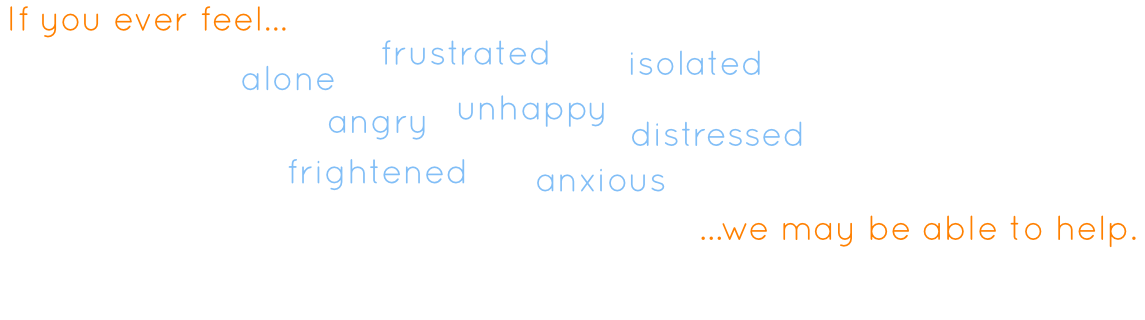 If you ever feel...
frustrated
isolated
alone
unhappy
angry
distressed
frightened
anxious
...we may be able to help.